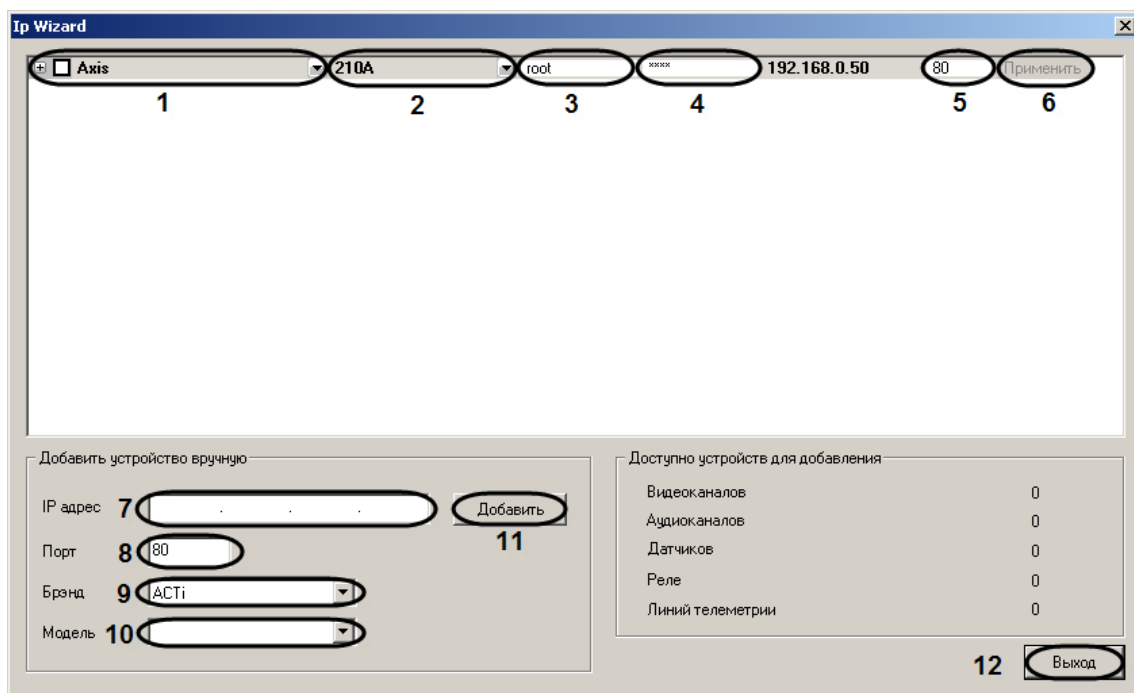 Ip Wizard
Axis 210A root **** 192.168.0.50 80 Применить
1 2 3 4 5 6
Добавить устройство вручную
IP адрес 7 . . . Добавить
11
Порт 8 80
Брэнд 9 ACTi
Модель 10
Доступно устройств для добавления
Видеоканалов 0
Аудиоканалов 0
Датчиков 0
Реле 0
Линий телеметрии 0
12 Выход